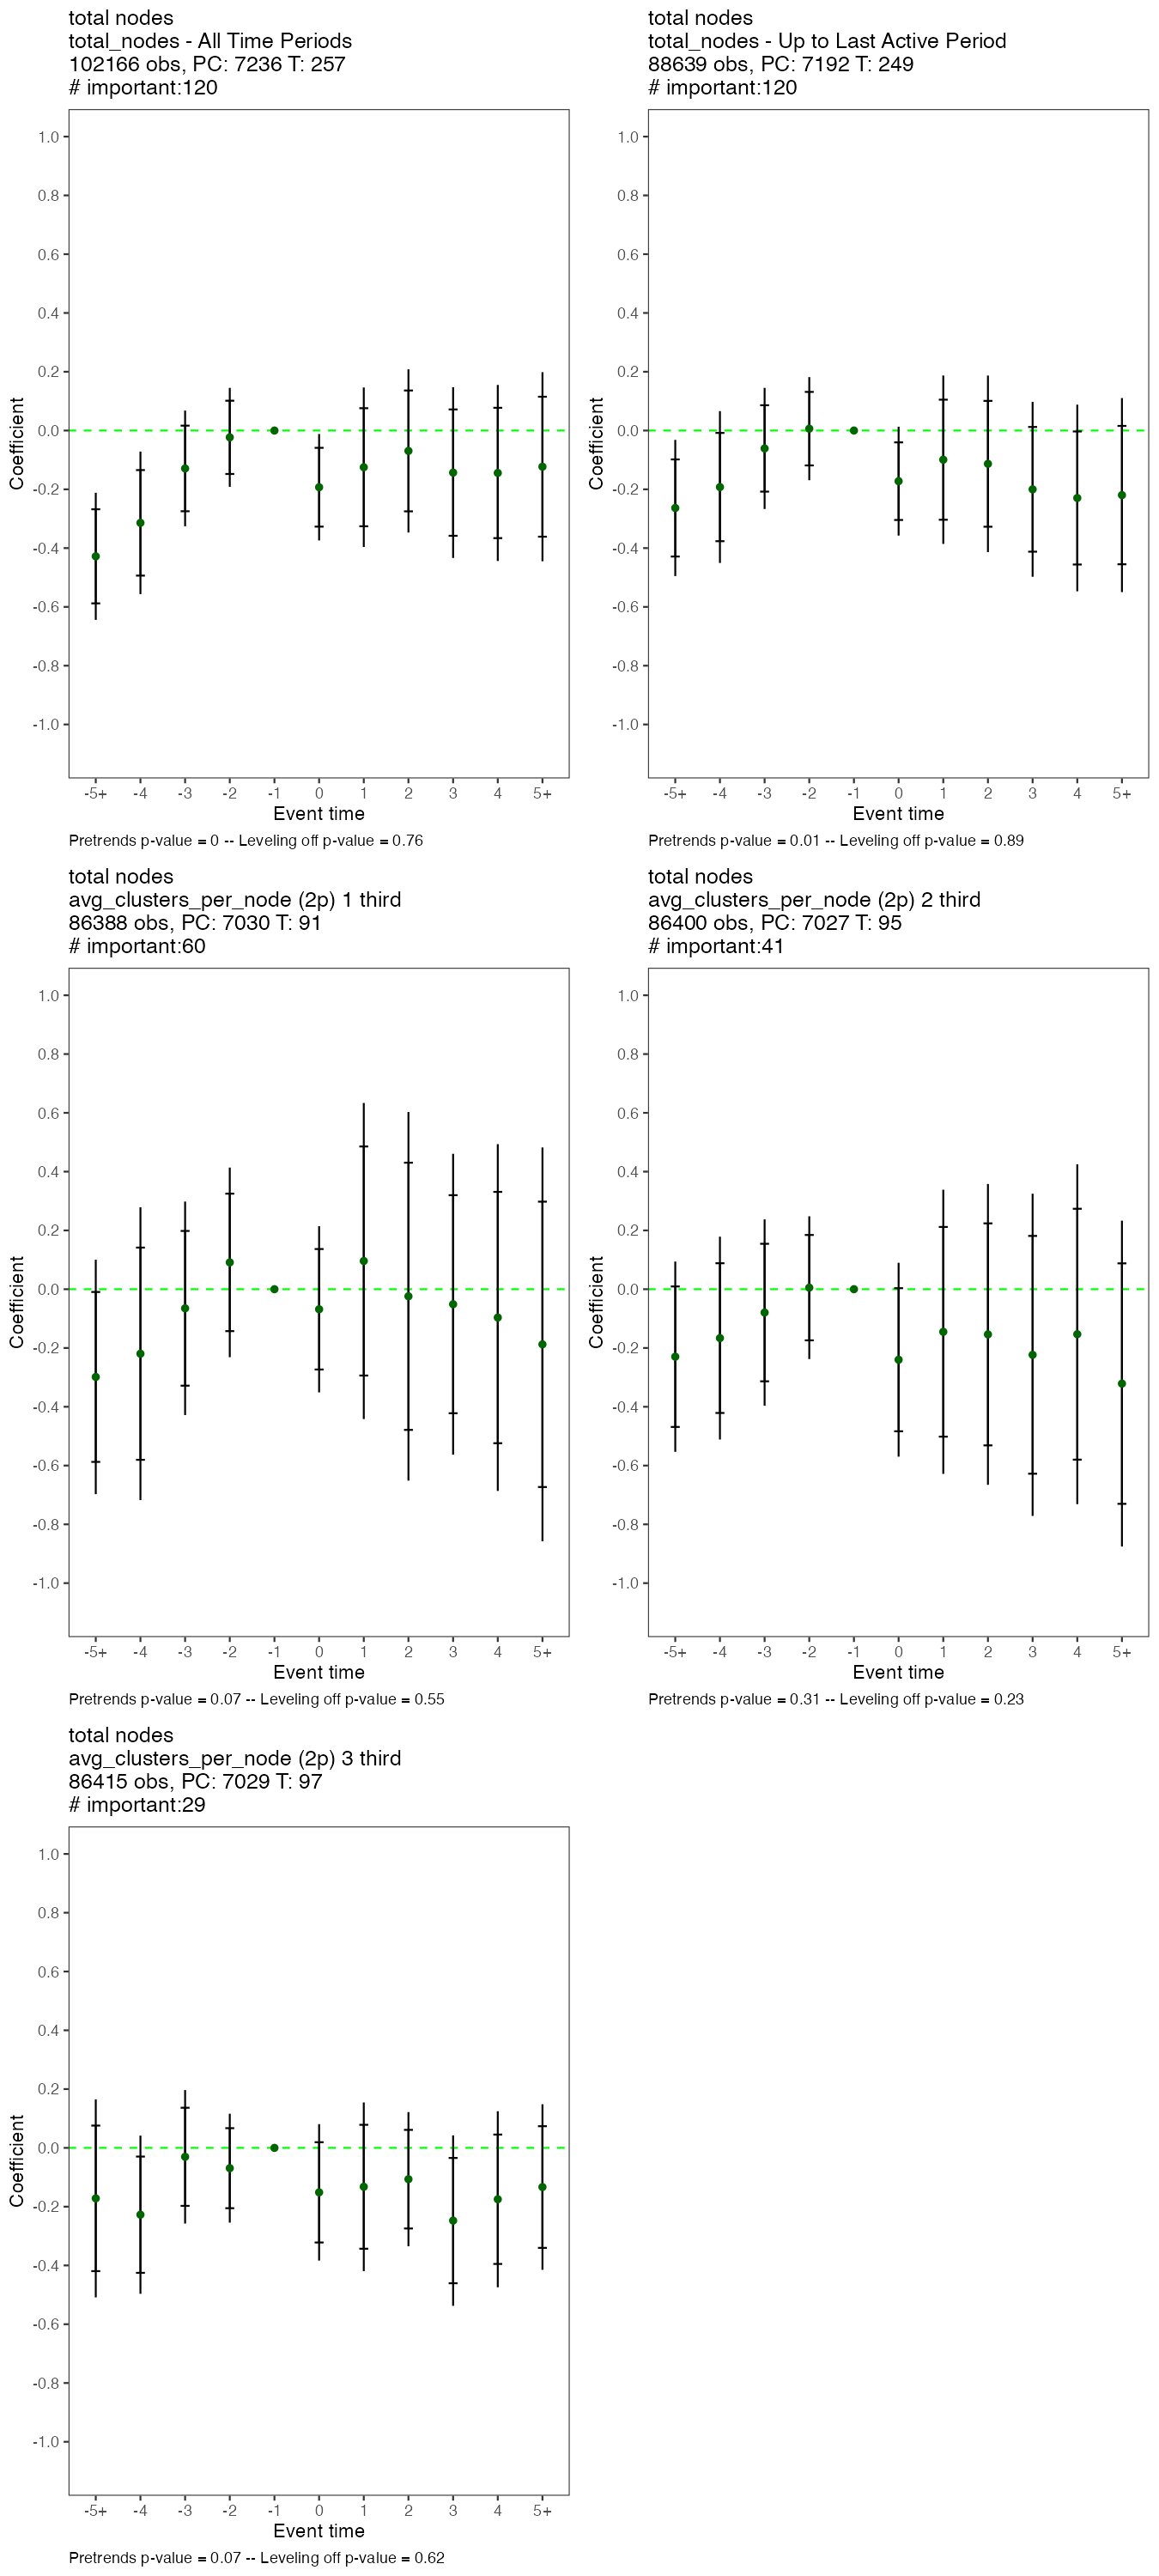 total nodes
total_nodes - All Time Periods
102166 obs, PC: 7236 T: 257
# important:120
1.0
0.8
0.6
0.4
0.2
0.0
-0.2
-0.4
-0.6
-0.8
-1.0
Coefficient
-5+ -4 -3 -2 -1 0 1 2 3 4 5+
Event time
Pretrends p-value = 0 -- Leveling off p-value = 0.76
total nodes
total_nodes - Up to Last Active Period
88639 obs, PC: 7192 T: 249
# important:120
1.0
0.8
0.6
0.4
0.2
0.0
-0.2
-0.4
-0.6
-0.8
-1.0
Coefficient
-5+ -4 -3 -2 -1 0 1 2 3 4 5+
Event time
Pretrends p-value = 0.01 -- Leveling off p-value = 0.89
total nodes
avg_clusters_per_node (2p) 1 third
86388 obs, PC: 7030 T: 91
# important:60
1.0
0.8
0.6
0.4
0.2
0.0
-0.2
-0.4
-0.6
-0.8
-1.0
Coefficient
-5+ -4 -3 -2 -1 0 1 2 3 4 5+
Event time
Pretrends p-value = 0.07 -- Leveling off p-value = 0.55
total nodes
avg_clusters_per_node (2p) 2 third
86400 obs, PC: 7027 T: 95
# important:41
1.0
0.8
0.6
0.4
0.2
0.0
-0.2
-0.4
-0.6
-0.8
-1.0
Coefficient
-5+ -4 -3 -2 -1 0 1 2 3 4 5+
Event time
Pretrends p-value = 0.31 -- Leveling off p-value = 0.23
total nodes
avg_clusters_per_node (2p) 3 third
86415 obs, PC: 7029 T: 97
# important:29
1.0
0.8
0.6
0.4
0.2
0.0
-0.2
-0.4
-0.6
-0.8
-1.0
Coefficient
-5+ -4 -3 -2 -1 0 1 2 3 4 5+
Event time
Pretrends p-value = 0.07 -- Leveling off p-value = 0.62